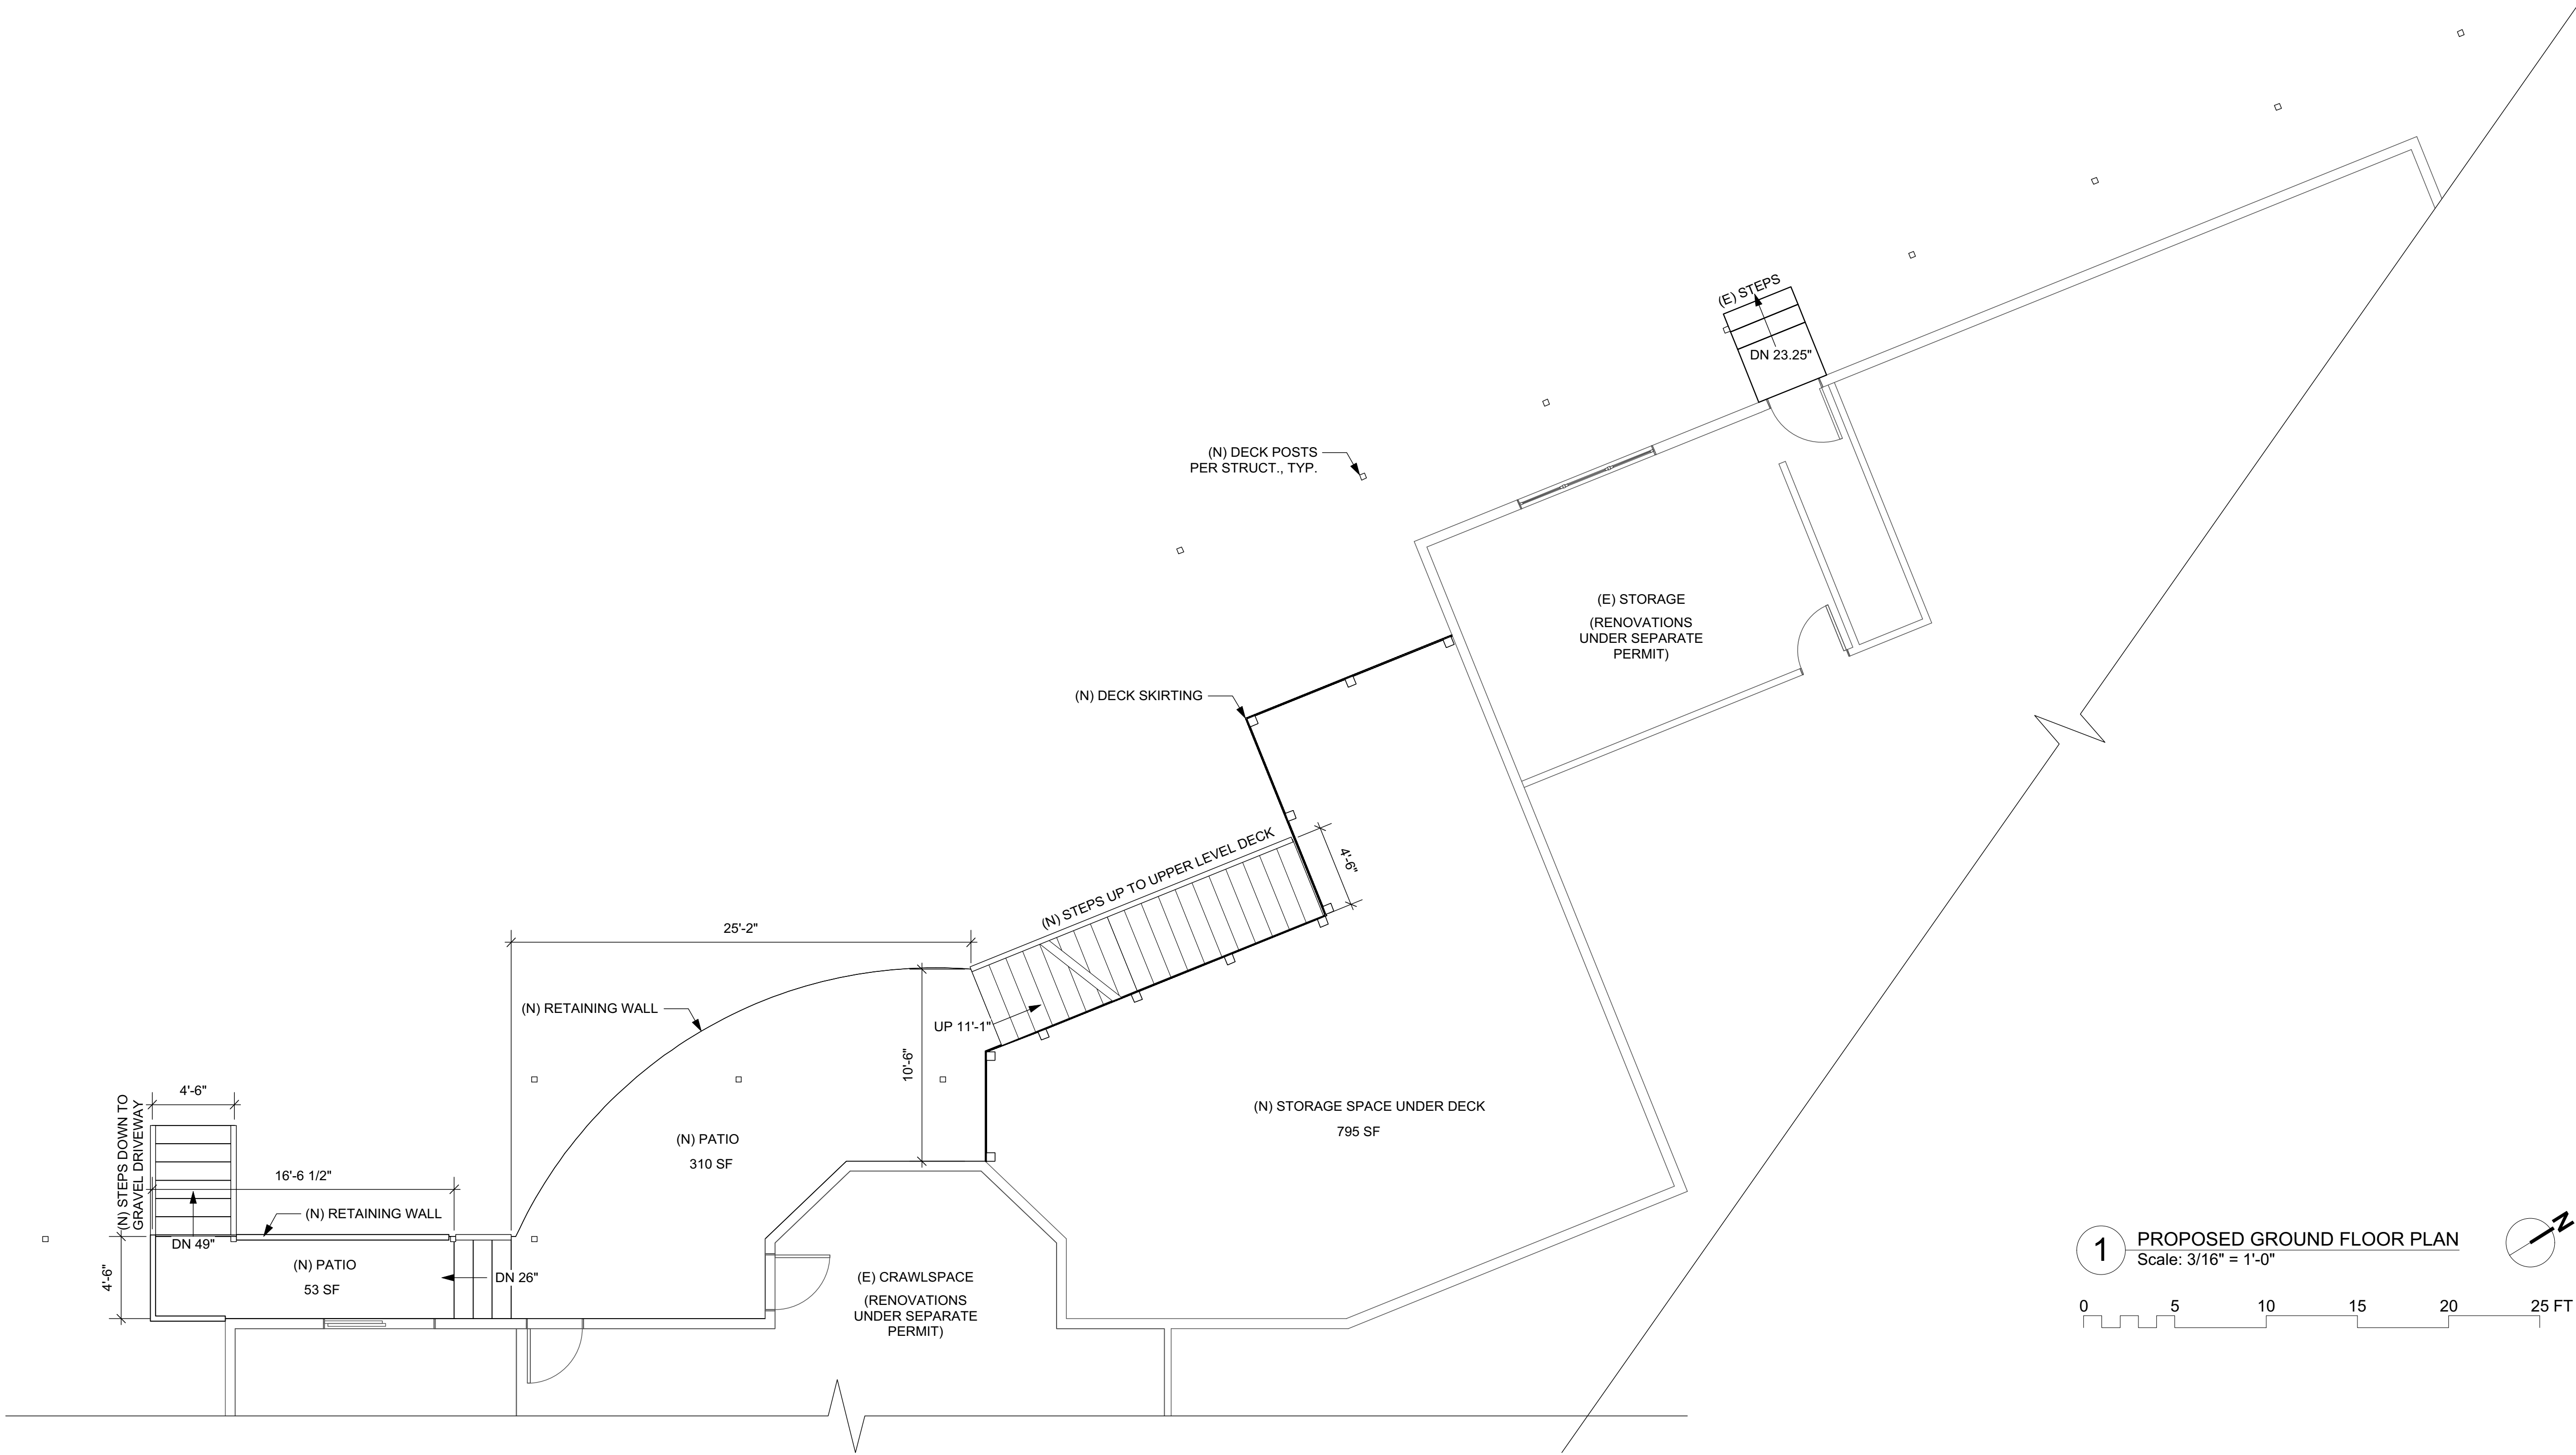 (E) STEPS
DN 23.25"
(N) DECK POSTS
PER STRUCT., TYP.
(E) STORAGE
(RENOVATIONS
UNDER SEPARATE
PERMIT)
(N) DECK SKIRTING
(N) STEPS UP TO UPPER LEVEL DECK
4'-6"
25'-2"
(N) RETAINING WALL
UP 11'-1"
10'-6"
4'-6"
(N) STEPS DOWN TO
GRAVEL DRIVEWAY
(N) STORAGE SPACE UNDER DECK
795 SF
(N) PATIO
310 SF
16'-6 1/2"
(N) RETAINING WALL
DN 49"
4'-6"
(N) PATIO
53 SF
DN 26"
(E) CRAWLSPACE
(RENOVATIONS
UNDER SEPARATE
PERMIT)
1
PROPOSED GROUND FLOOR PLAN
Scale: 3/16" = 1'-0"
N
0 5 10 15 20 25 FT